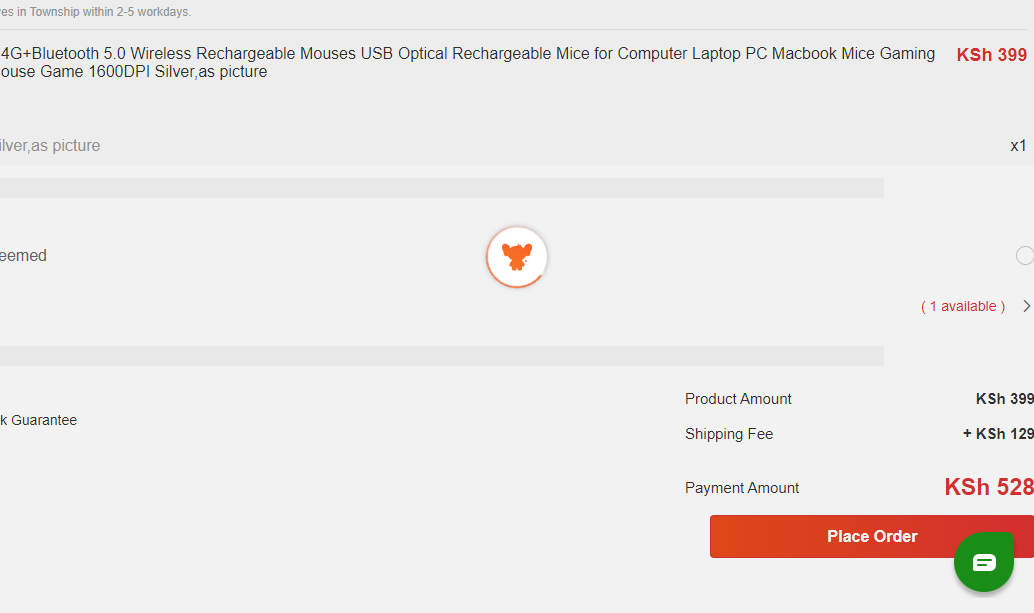 es in Township within 2-5 workdays.
4G+Bluetooth 5.0 Wireless Rechargeable Mouses USB Optical Rechargeable Mice for Computer Laptop PC Macbook Mice Gaming KSh 399
ouse Game 1600DPI Silver,as picture
ilver,as picture x1
eemed
( 1 available )
Product Amount KSh 399
k Guarantee
Shipping Fee + KSh 129
Payment Amount KSh 528
Place Order